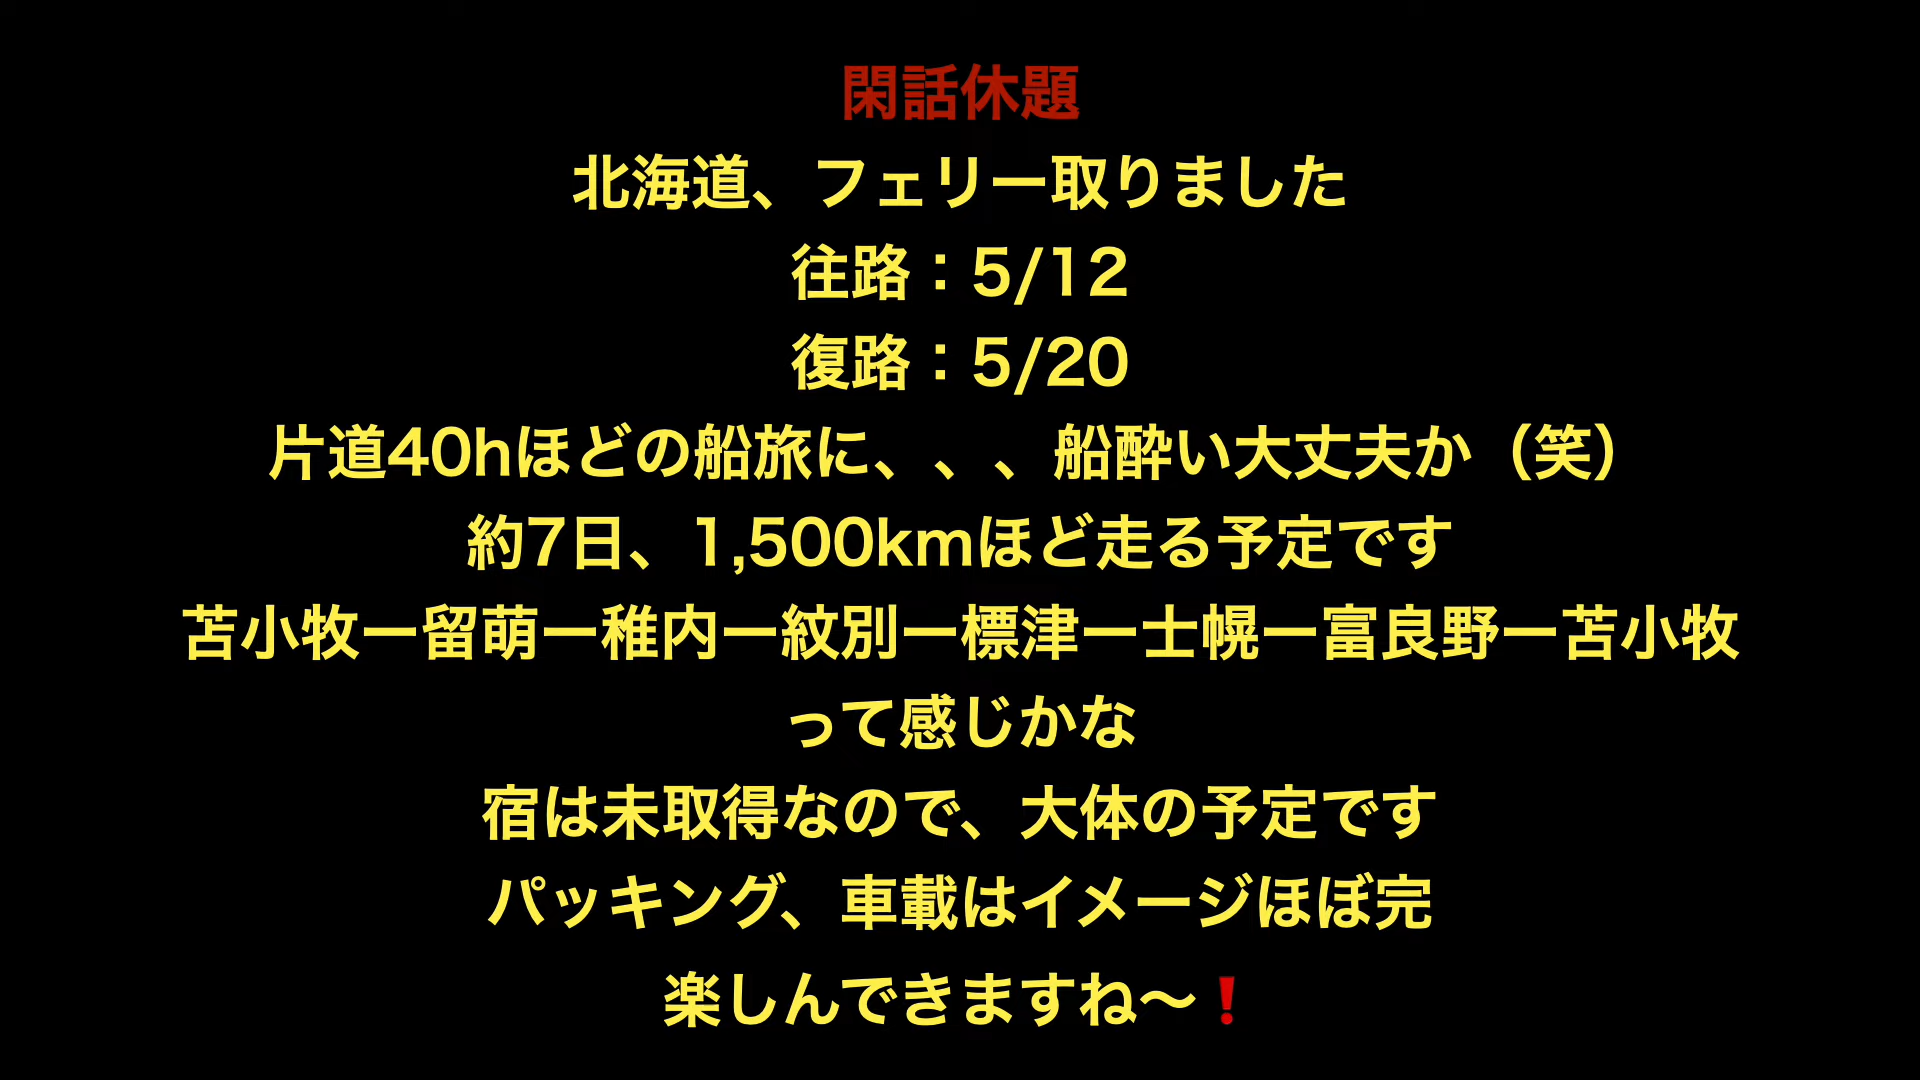 閑話休題
北海道、フェリー取りました
往路：5/12
復路：5/20
片道40hほどの船旅に、、、船酔い大丈夫か（笑）
約7日、1,500kmほど走る予定です
苫小牧ー留萌ー稚内ー紋別ー標津ー士幌ー富良野ー苫小牧
って感じかな
宿は未取得なので、大体の予定です
パッキング、車載はイメージほぼ完
楽しんできますね〜❗